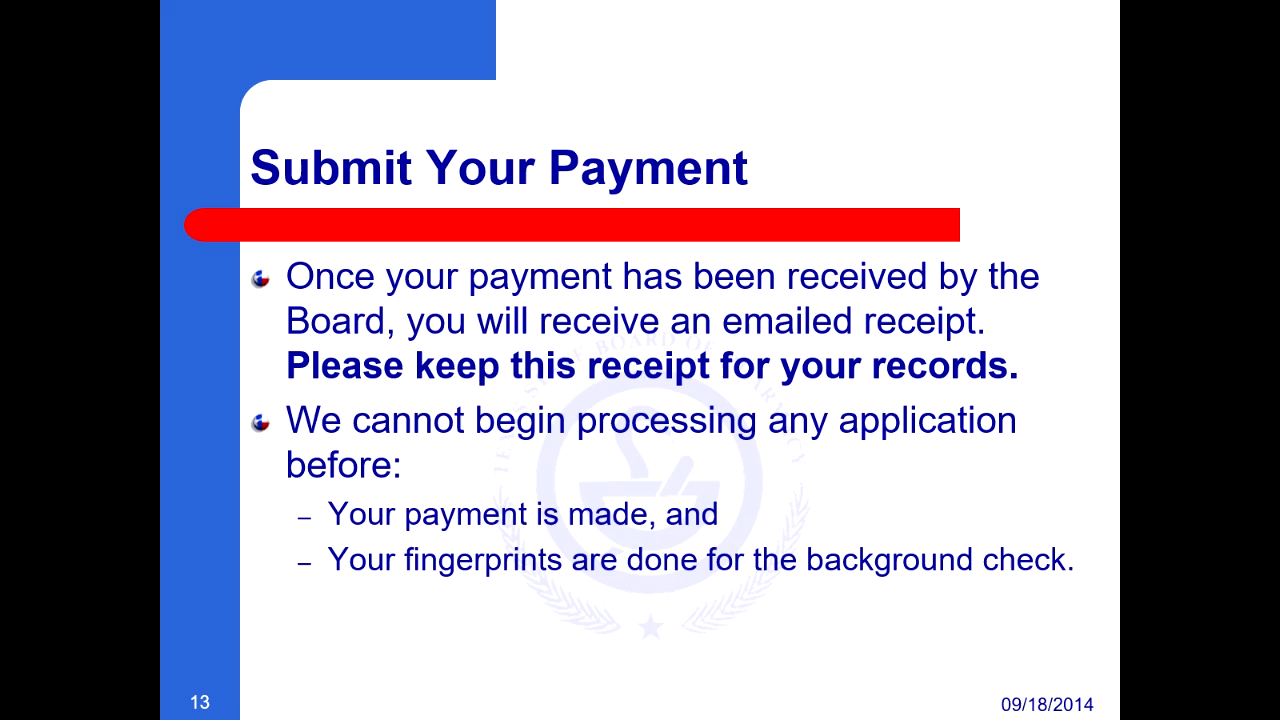 Submit Your Payment
Once your payment has been received by the
Board, you will receive an emailed receipt.
Please keep this receipt for your records.
We cannot begin processing any application
before:
– Your payment is made, and
– Your fingerprints are done for the background check.
13
09/18/2014